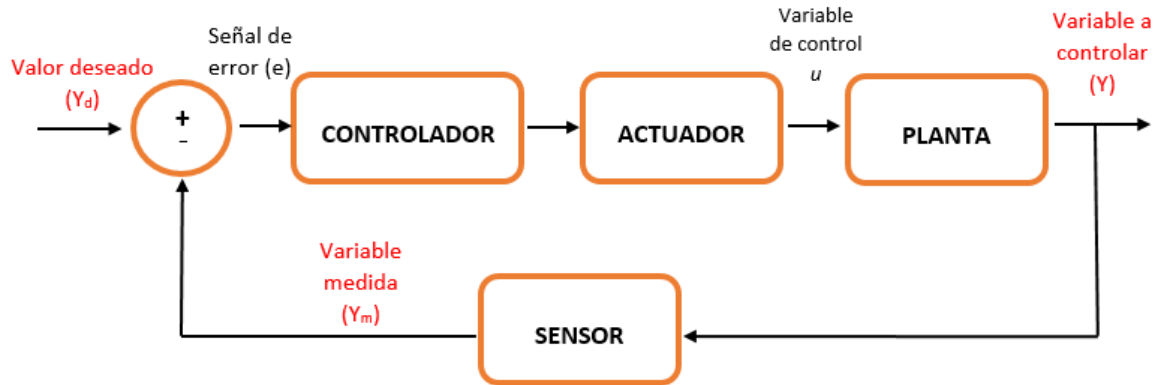 Valor deseado
(Yd)
+
-
Señal de
error (e)
CONTROLADOR
ACTUADOR
Variable
de control
u
PLANTA
Variable a
controlar
(Y)
Variable
medida
(Ym)
SENSOR